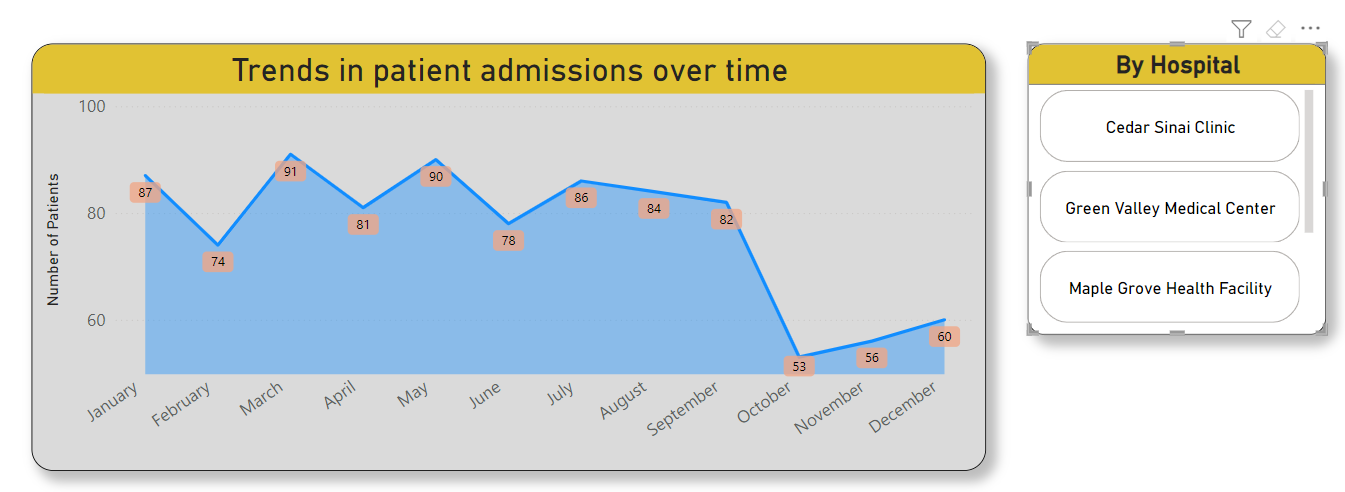 Trends in patient admissions over time
Number of Patients
100
80
60
87
74
91
81
90
78
86
84
82
53
56
60
January
February
March
April
May
June
July
August
September
October
November
December
By Hospital
Cedar Sinai Clinic
Green Valley Medical Center
Maple Grove Health Facility